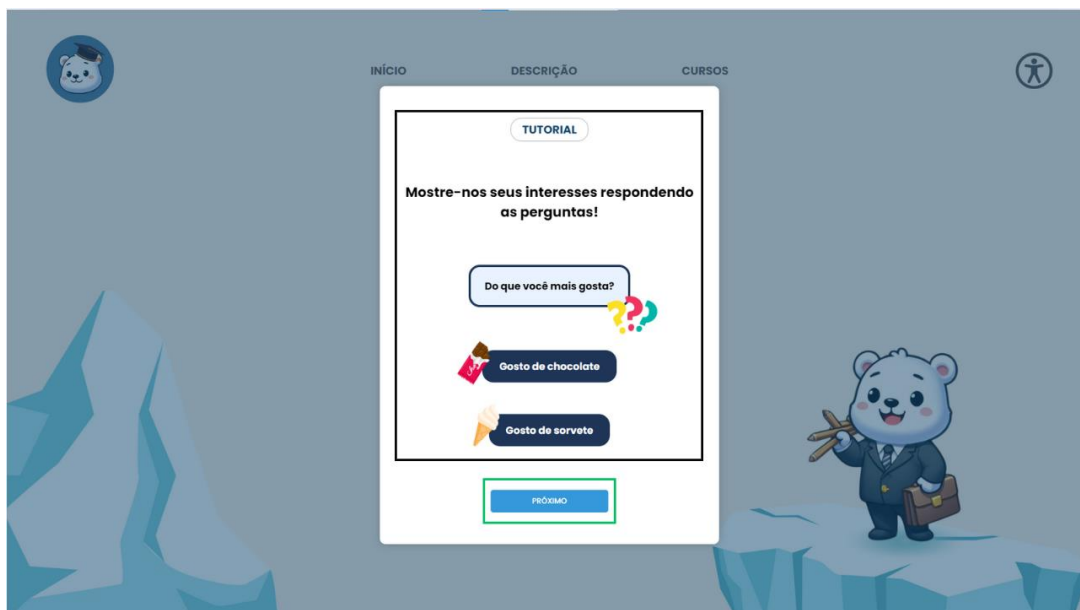 INÍCIO
DESCRIÇÃO
CURSOS
TUTORIAL
Mostre-nos seus interesses respondendo
as perguntas!
Do que você mais gosta?
Gosto de chocolate
Gosto de sorvete
PRÓXIMO